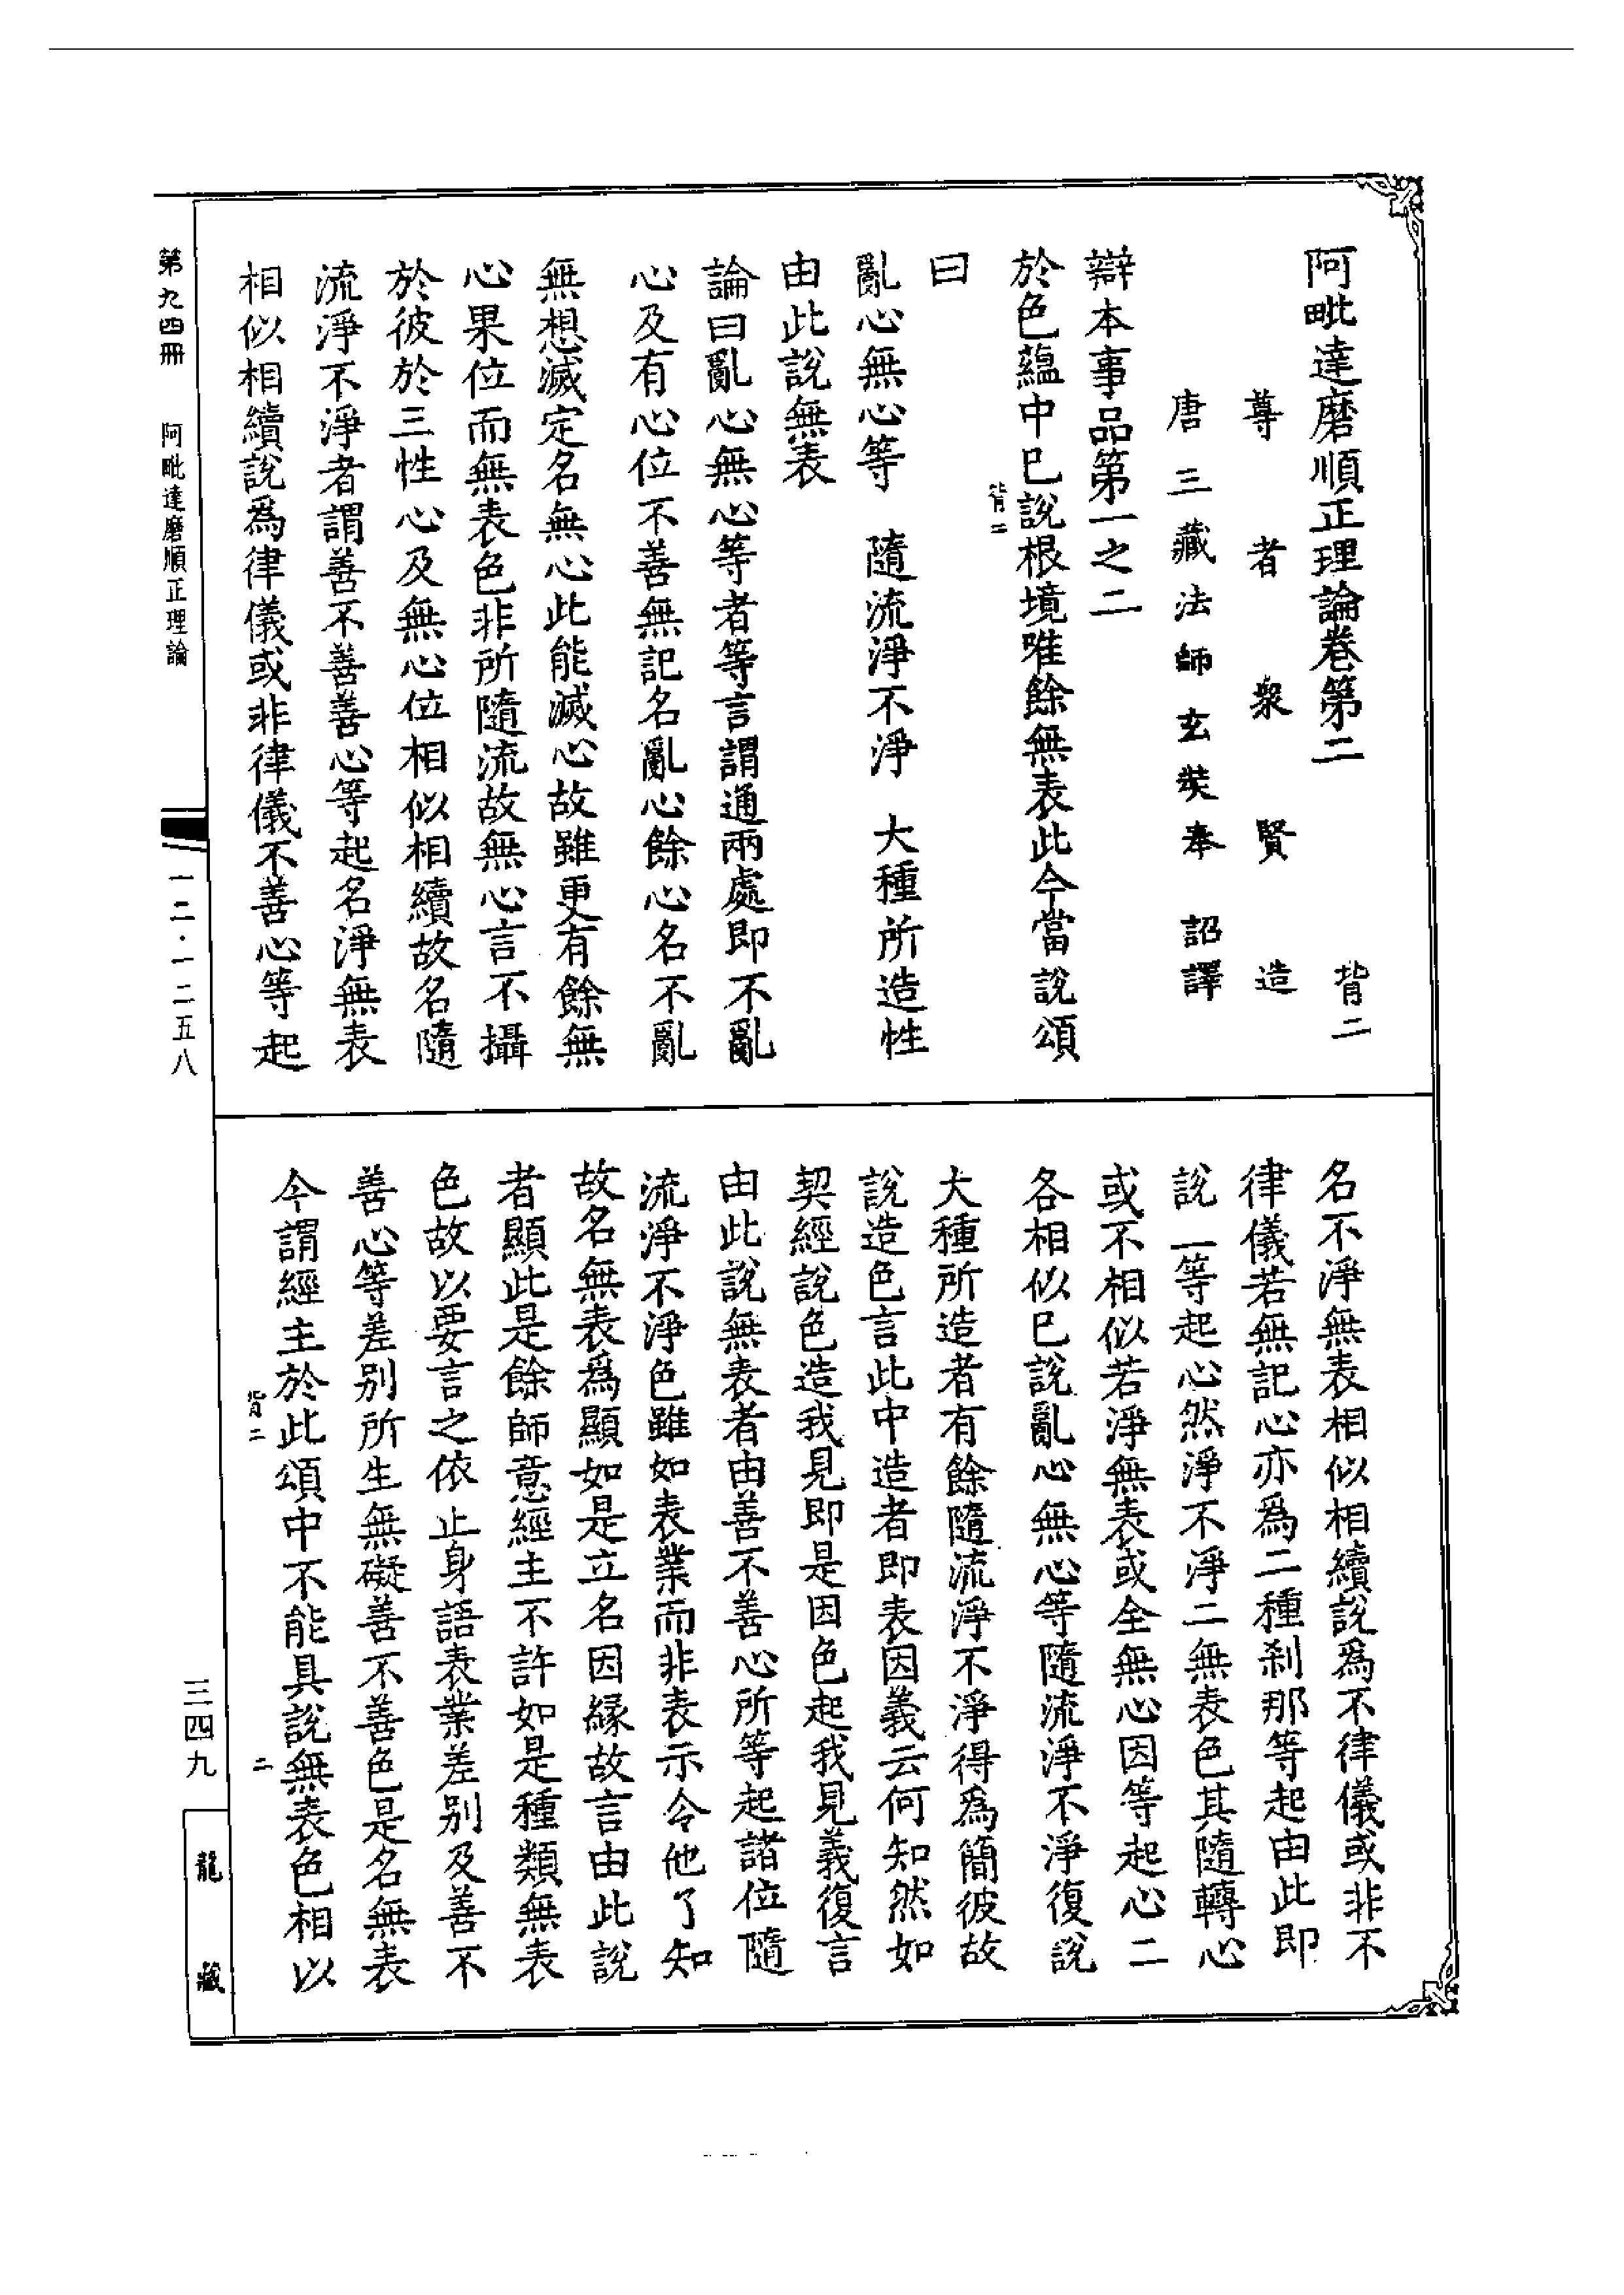 阿毗達磨順正理論卷第二　背二
尊者衆賢造
唐三藏法師玄奘奉　詔譯
辯本事品第一之二
於色蘊中已說根境唯餘無表此今當說頌
背二
曰
亂心無心等　隨流淨不淨　大種所造性
由此說無表
論曰亂心無心等者等言謂通兩處即不亂
心及有心位不善無記名亂心餘心名不亂
無想滅定名無心此能滅心故雖更有餘無
心果位而無表色非所隨流故無心言不攝
於彼於三性心及無心位相似相續故名隨
流淨不淨者謂善不善善心等起名淨無表
相似相續說爲律儀或非律儀不善心等起
名不淨無表相似相續說爲不律儀或非不
律儀若無記心亦爲二種刹那等起由此即
說一等起心然淨不淨二無表色其隨轉心
或不相似若淨無表或全無心因等起心二
各相似已說亂心無心等隨流淨不淨復說
大種所造者有餘隨流淨不淨得爲簡彼故
說造色言此中造者即表因義云何知然如
契經說色造我見即是因色起我見義復言
由此說無表者由善不善心所等起諸位隨
流淨不淨色雖如表業而非表示令他了知
故名無表爲顯如是立名因緣故言由此說
者顯此是餘師意經主不許如是種類無表
色故以要言之依止身語表業差別及善不
善心等差別所生無礙善不善色是名無表
今謂經主於此頌中不能具說無表色相以
背二
二
第九四冊　阿毗達磨順正理論
一二·一二五八
三四九
龍藏